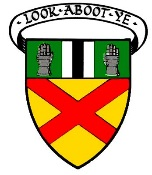 · LOOK · ABOOT · YE ·